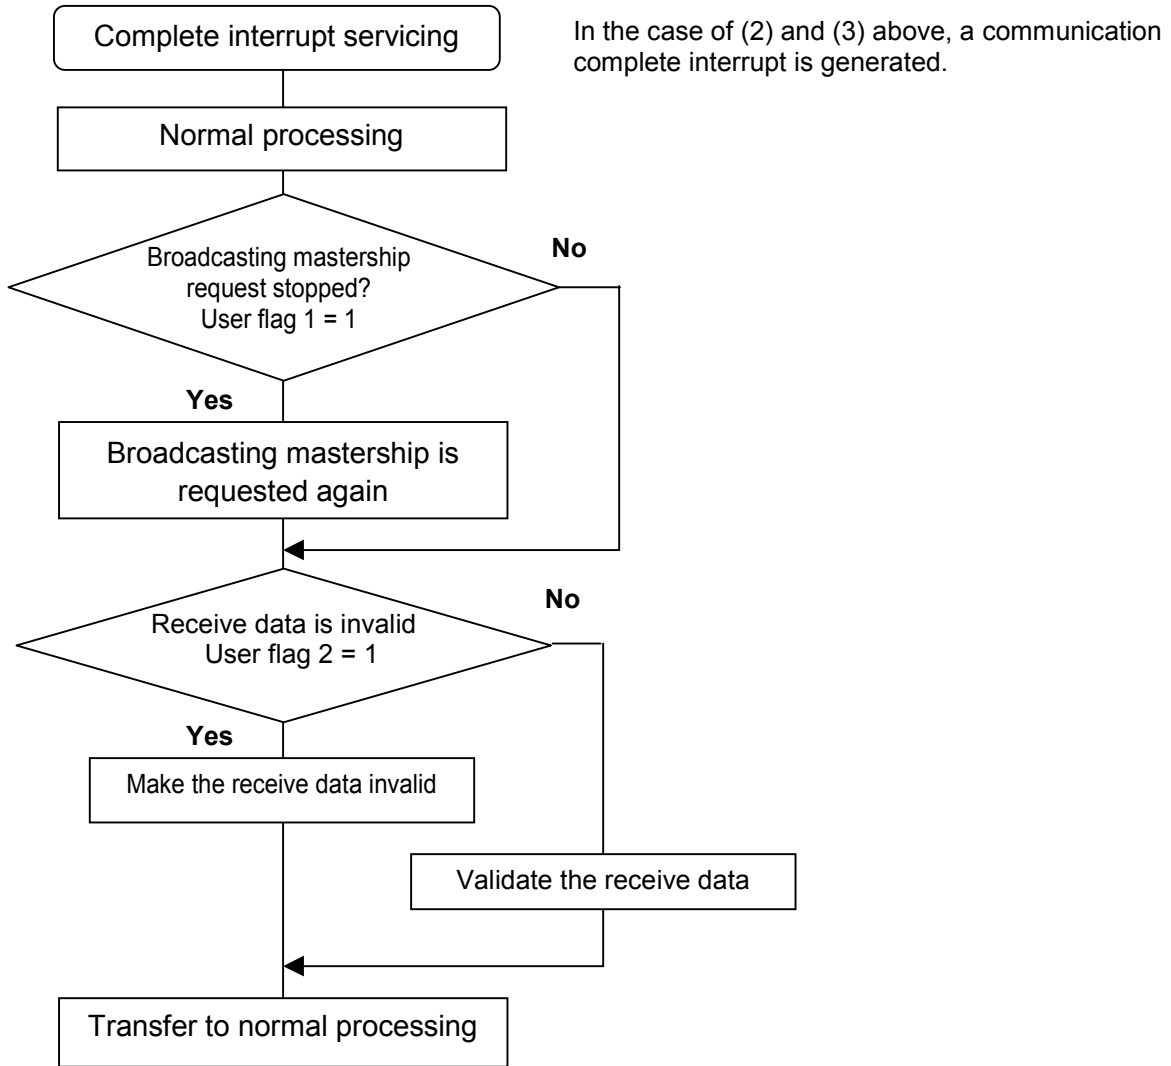 Complete interrupt servicing
In the case of (2) and (3) above, a communication
complete interrupt is generated.
Normal processing
No
Broadcasting mastership
request stopped?
User flag 1 = 1
Yes
Broadcasting mastership is
requested again
No
Receive data is invalid
User flag 2 = 1
Yes
Make the receive data invalid
Validate the receive data
Transfer to normal processing